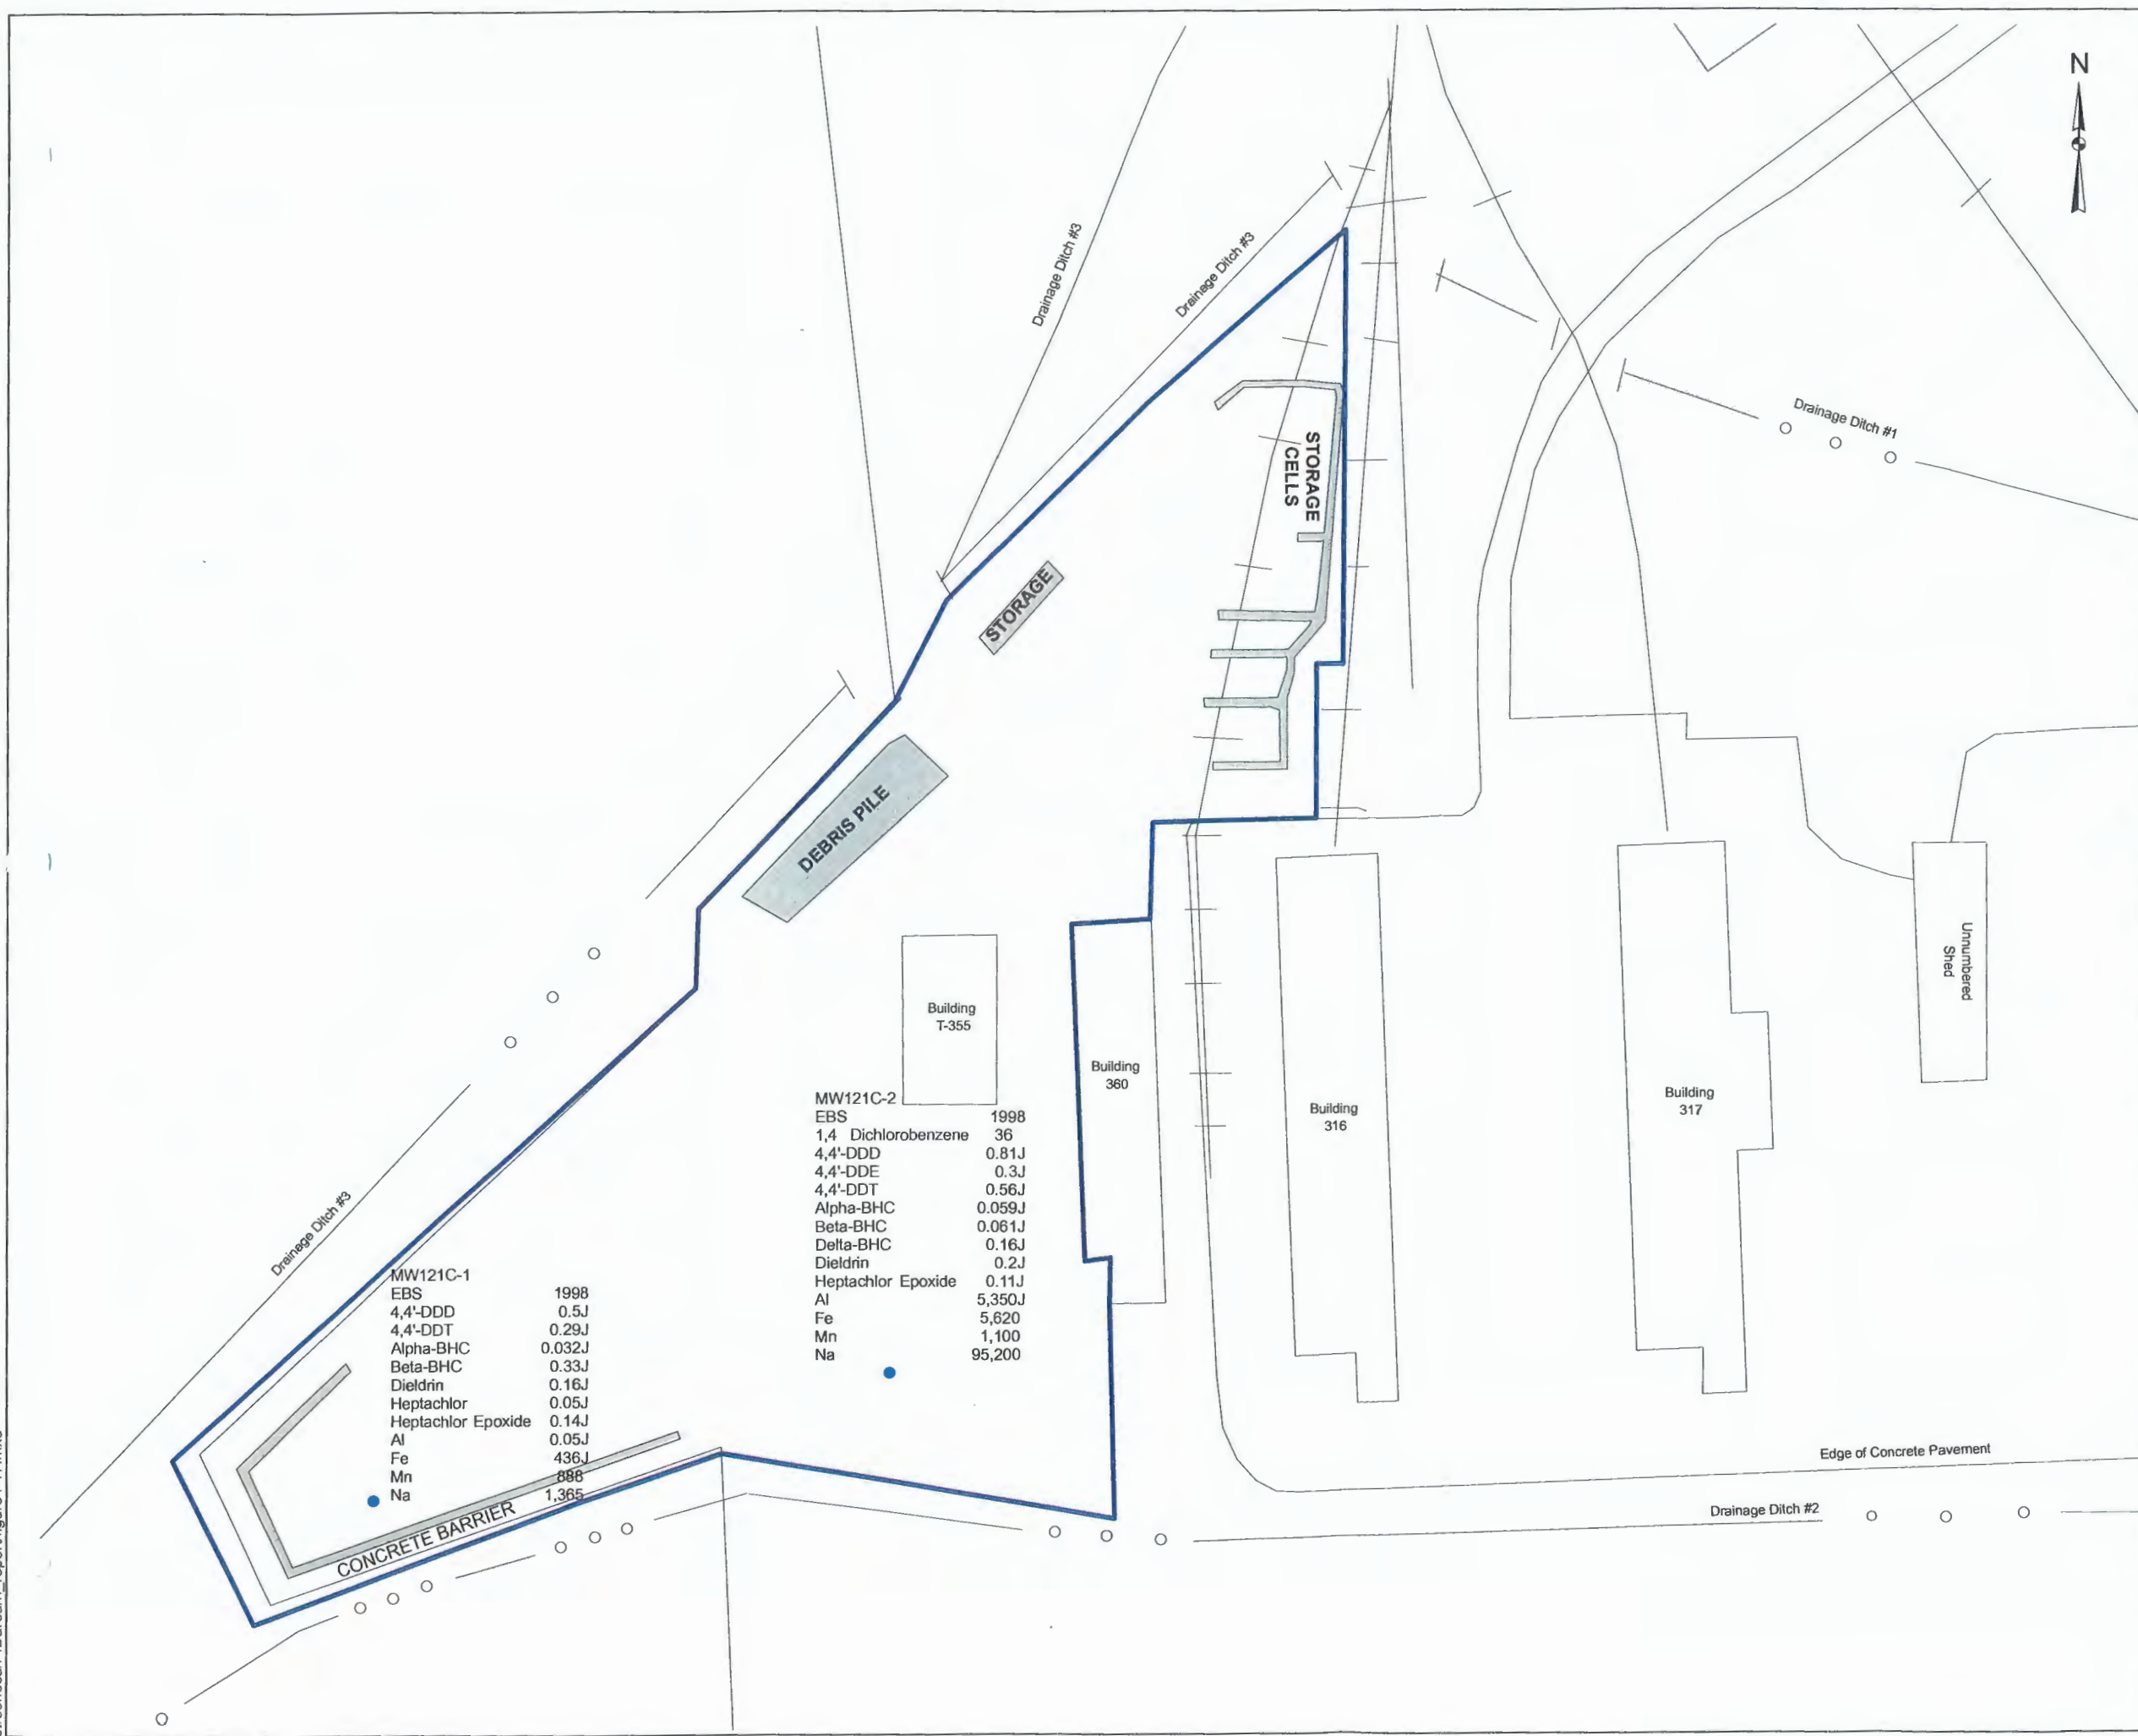 N
Drainage Ditch #3
Drainage Ditch #3
Drainage Ditch #1
STORAGE
CELLS
STORAGE
DEBRIS PILE
Unnumbered
Shed
Building
T-355
Building
360
Building
316
Building
317
MW121C-2
EBS 1998
1,4 Dichlorobenzene 36
4,4'-DDD 0.81J
4,4'-DDE 0.3J
4,4'-DDT 0.56J
Alpha-BHC 0.059J
Beta-BHC 0.061J
Delta-BHC 0.16J
Dieldrin 0.2J
Heptachlor Epoxide 0.11J
Al 5,350J
Fe 5,620
Mn 1,100
Na 95,200
Drainage Ditch #3
MW121C-1
EBS 1998
4,4'-DDD 0.5J
4,4'-DDT 0.29J
Alpha-BHC 0.032J
Beta-BHC 0.33J
Dieldrin 0.16J
Heptachlor 0.05J
Heptachlor Epoxide 0.14J
Al 0.05J
Fe 436J
Mn 888
Na 1,365
CONCRETE BARRIER
Edge of Concrete Pavement
Drainage Ditch #2